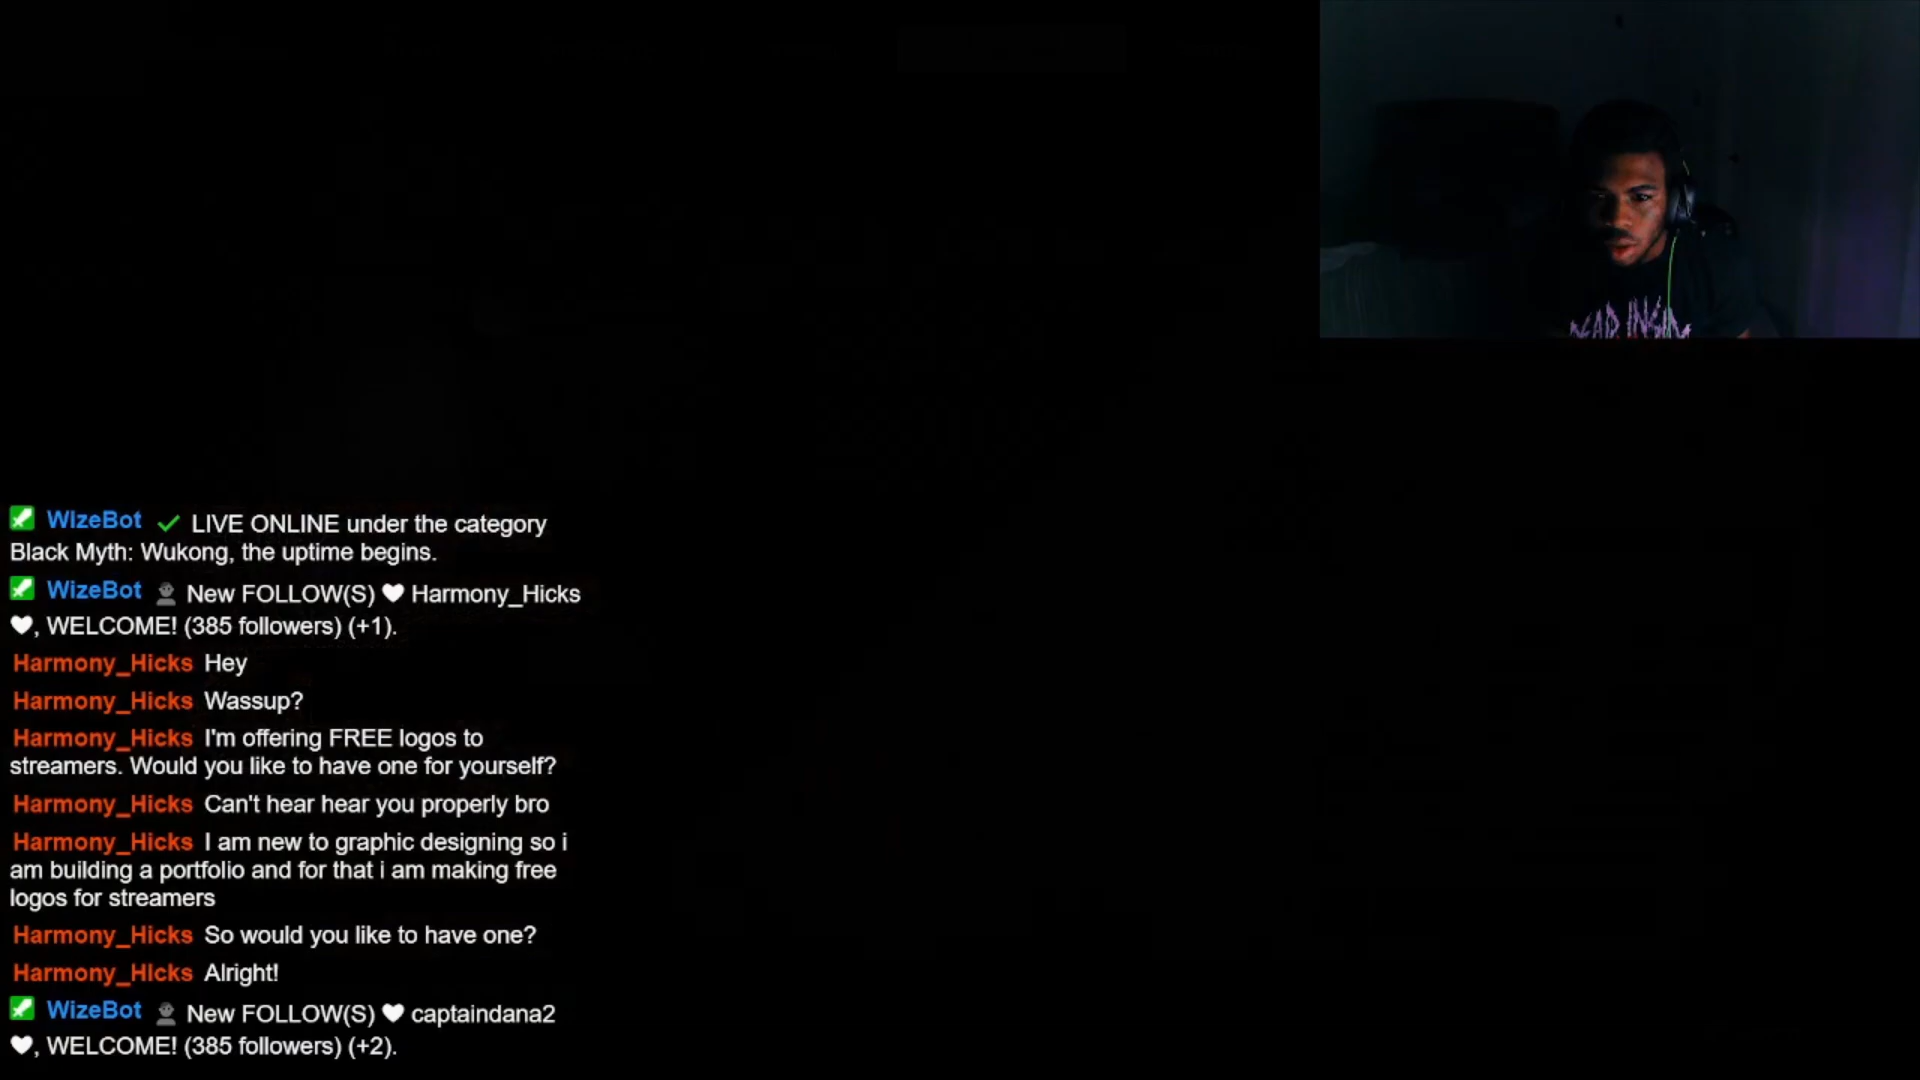 WizeBot ✓ LIVE ONLINE under the category
Black Myth: Wukong, the uptime begins.
WizeBot New FOLLOW(S) ♥ Harmony_Hicks
♥, WELCOME! (385 followers) (+1).
Harmony_Hicks Hey
Harmony_Hicks Wassup?
Harmony_Hicks I'm offering FREE logos to
streamers. Would you like to have one for yourself?
Harmony_Hicks Can't hear hear you properly bro
Harmony_Hicks I am new to graphic designing so i
am building a portfolio and for that i am making free
logos for streamers
Harmony_Hicks So would you like to have one?
Harmony_Hicks Alright!
WizeBot New FOLLOW(S) ♥ captaindana2
♥, WELCOME! (385 followers) (+2).